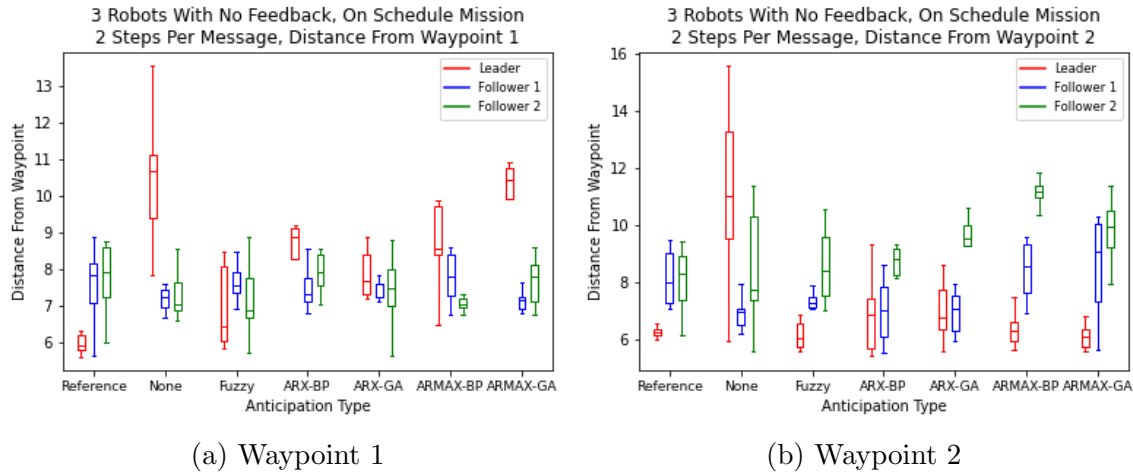 3 Robots With No Feedback, On Schedule Mission
2 Steps Per Message, Distance From Waypoint 1
Leader
Follower 1
Follower 2
13
12
11
10
9
8
7
6
Distance From Waypoint
Reference None Fuzzy ARX-BP ARX-GA ARMAX-BP ARMAX-GA
Anticipation Type
(a) Waypoint 1
3 Robots With No Feedback, On Schedule Mission
2 Steps Per Message, Distance From Waypoint 2
Leader
Follower 1
Follower 2
16
14
12
10
8
6
Distance From Waypoint
Reference None Fuzzy ARX-BP ARX-GA ARMAX-BP ARMAX-GA
Anticipation Type
(b) Waypoint 2